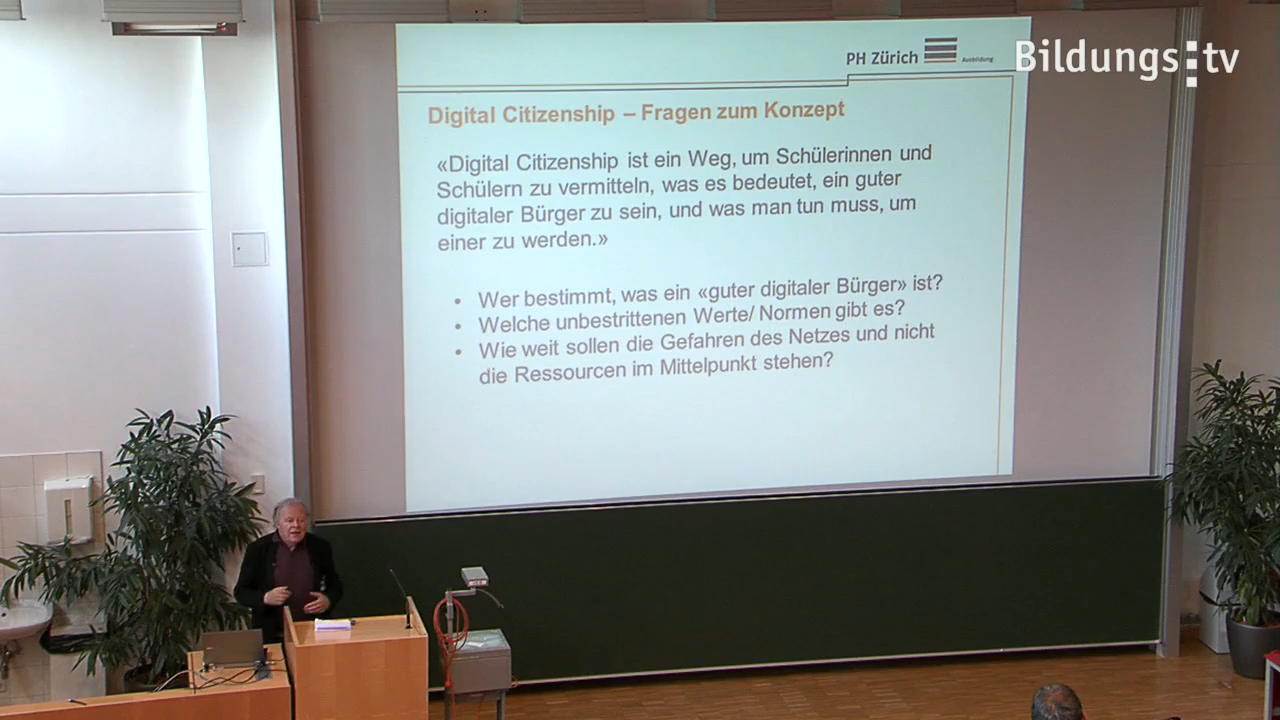 PH Zürich
Ausbildung
Bildungs:tv
Digital Citizenship – Fragen zum Konzept
«Digital Citizenship ist ein Weg, um Schülerinnen und
Schülern zu vermitteln, was es bedeutet, ein guter
digitaler Bürger zu sein, und was man tun muss, um
einer zu werden.»
• Wer bestimmt, was ein «guter digitaler Bürger» ist?
• Welche unbestrittenen Werte/ Normen gibt es?
• Wie weit sollen die Gefahren des Netzes und nicht
die Ressourcen im Mittelpunkt stehen?